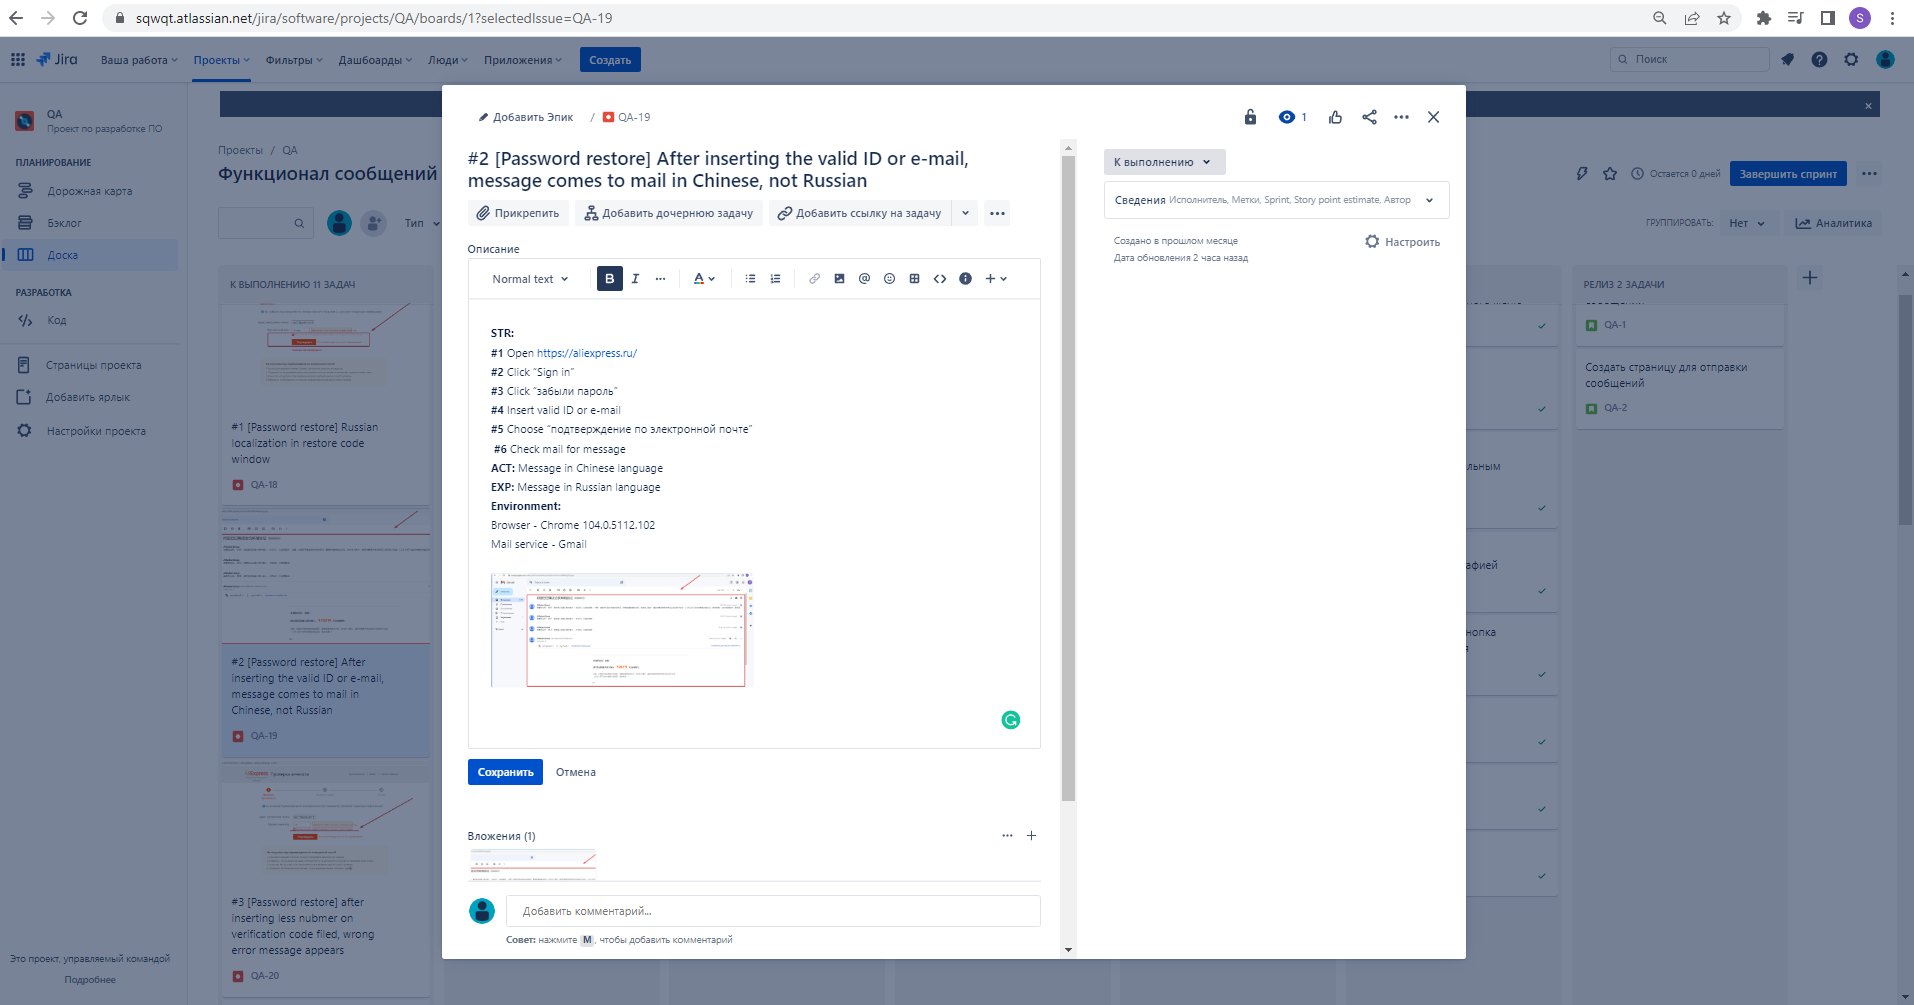 sqwqt.atlassian.net/jira/software/projects/QA/boards/1?selectedIssue=QA-19
S
Jira
Ваша работа
Проекты
Фильтры
Дашборды
Люди
Приложения
Создать
Поиск
QA
Проект по разработке ПО
ПЛАНИРОВАНИЕ
Дорожная карта
Бэклог
Доска
РАЗРАБОТКА
Код
Страницы проекта
Добавить ярлык
Настройки проекта
Это проект, управляемый командой
Подробнее
Проекты / QA
Функционал сообщений
Тип
К ВЫПОЛНЕНИЮ 11 ЗАДАЧ
#1 [Password restore] Russian
localization in restore code
window
QA-18
#2 [Password restore] After
inserting the valid ID or e-mail,
message comes to mail in
Chinese, not Russian
QA-19
#3 [Password restore] after
inserting less nubmer on
verification code filed, wrong
error message appears
QA-20
Добавить Эпик / QA-19
1
#2 [Password restore] After inserting the valid ID or e-mail,
message comes to mail in Chinese, not Russian
Прикрепить
Добавить дочернюю задачу
Добавить ссылку на задачу
Описание
Normal text
B I A
STR:
#1 Open https://aliexpress.ru/
#2 Click “Sign in”
#3 Click “забыли пароль”
#4 Insert valid ID or e-mail
#5 Choose “подтверждение по электронной почте”
#6 Check mail for message
ACT: Message in Chinese language
EXP: Message in Russian language
Environment:
Browser - Chrome 104.0.5112.102
Mail service - Gmail
Сохранить
Отмена
Вложения (1)
Добавить комментарий...
Совет: нажмите M, чтобы добавить комментарий
К выполнению
Сведения Исполнитель, Метки, Sprint, Story point estimate, Автор
Создано в прошлом месяце
Дата обновления 2 часа назад
Настроить
Остается 0 дней
Завершить спринт
ГРУППИРОВАТЬ:
Нет
Аналитика
льным
афией
нопка
РЕЛИЗ 2 ЗАДАЧИ
QA-1
Создать страницу для отправки
сообщений
QA-2